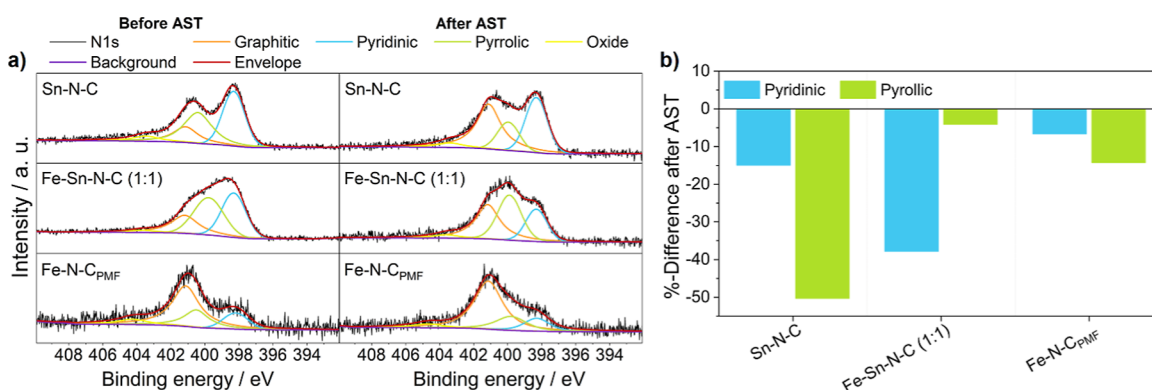 Before AST After AST
N1s Graphitic Pyridinic Pyrrolic Oxide
Background Envelope
a)
Intensity / a. u.
Sn-N-C Sn-N-C
Fe-Sn-N-C (1:1) Fe-Sn-N-C (1:1)
Fe-N-CPMF Fe-N-CPMF
408 406 404 402 400 398 396 394 408 406 404 402 400 398 396 394
Binding energy / eV Binding energy / eV
b)
%-Difference after AST
Pyridinic Pyrollic
10
0
-10
-20
-30
-40
-50
Sn-N-C
Fe-Sn-N-C (1:1)
Fe-N-CPMF